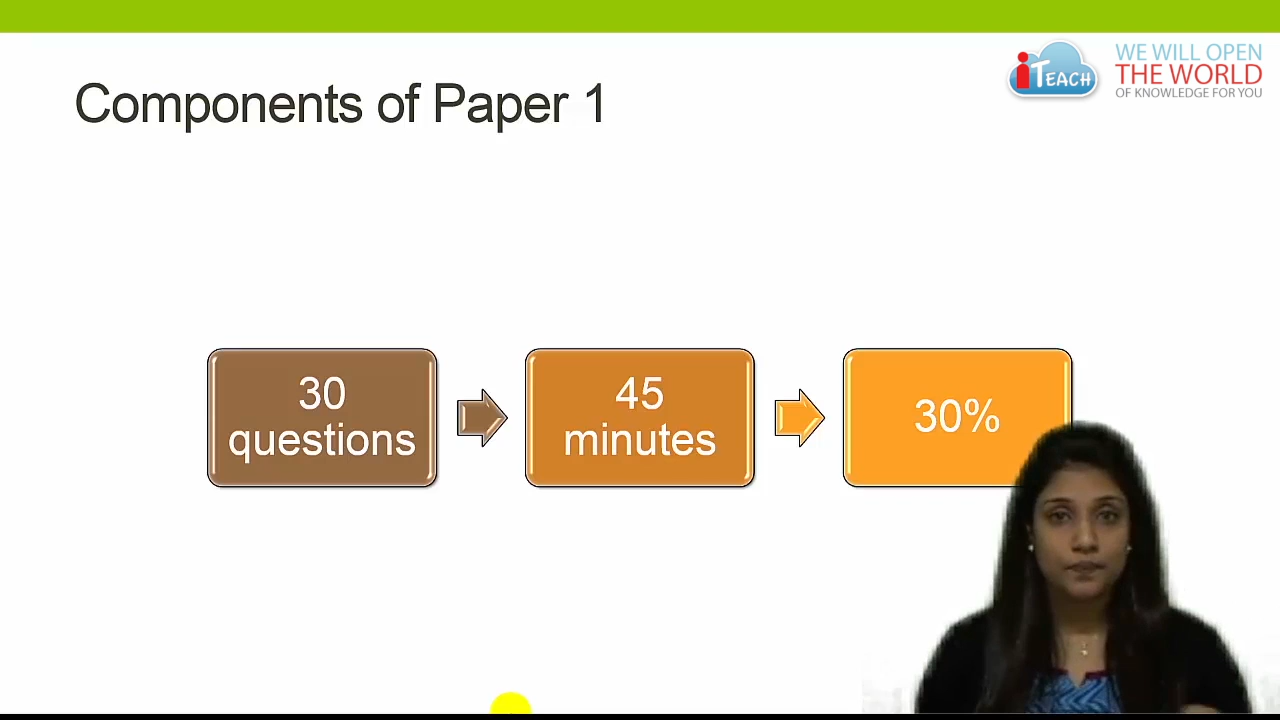 iTEACH
WE WILL OPEN
THE WORLD
OF KNOWLEDGE FOR YOU
Components of Paper 1
30
questions
45
minutes
30%